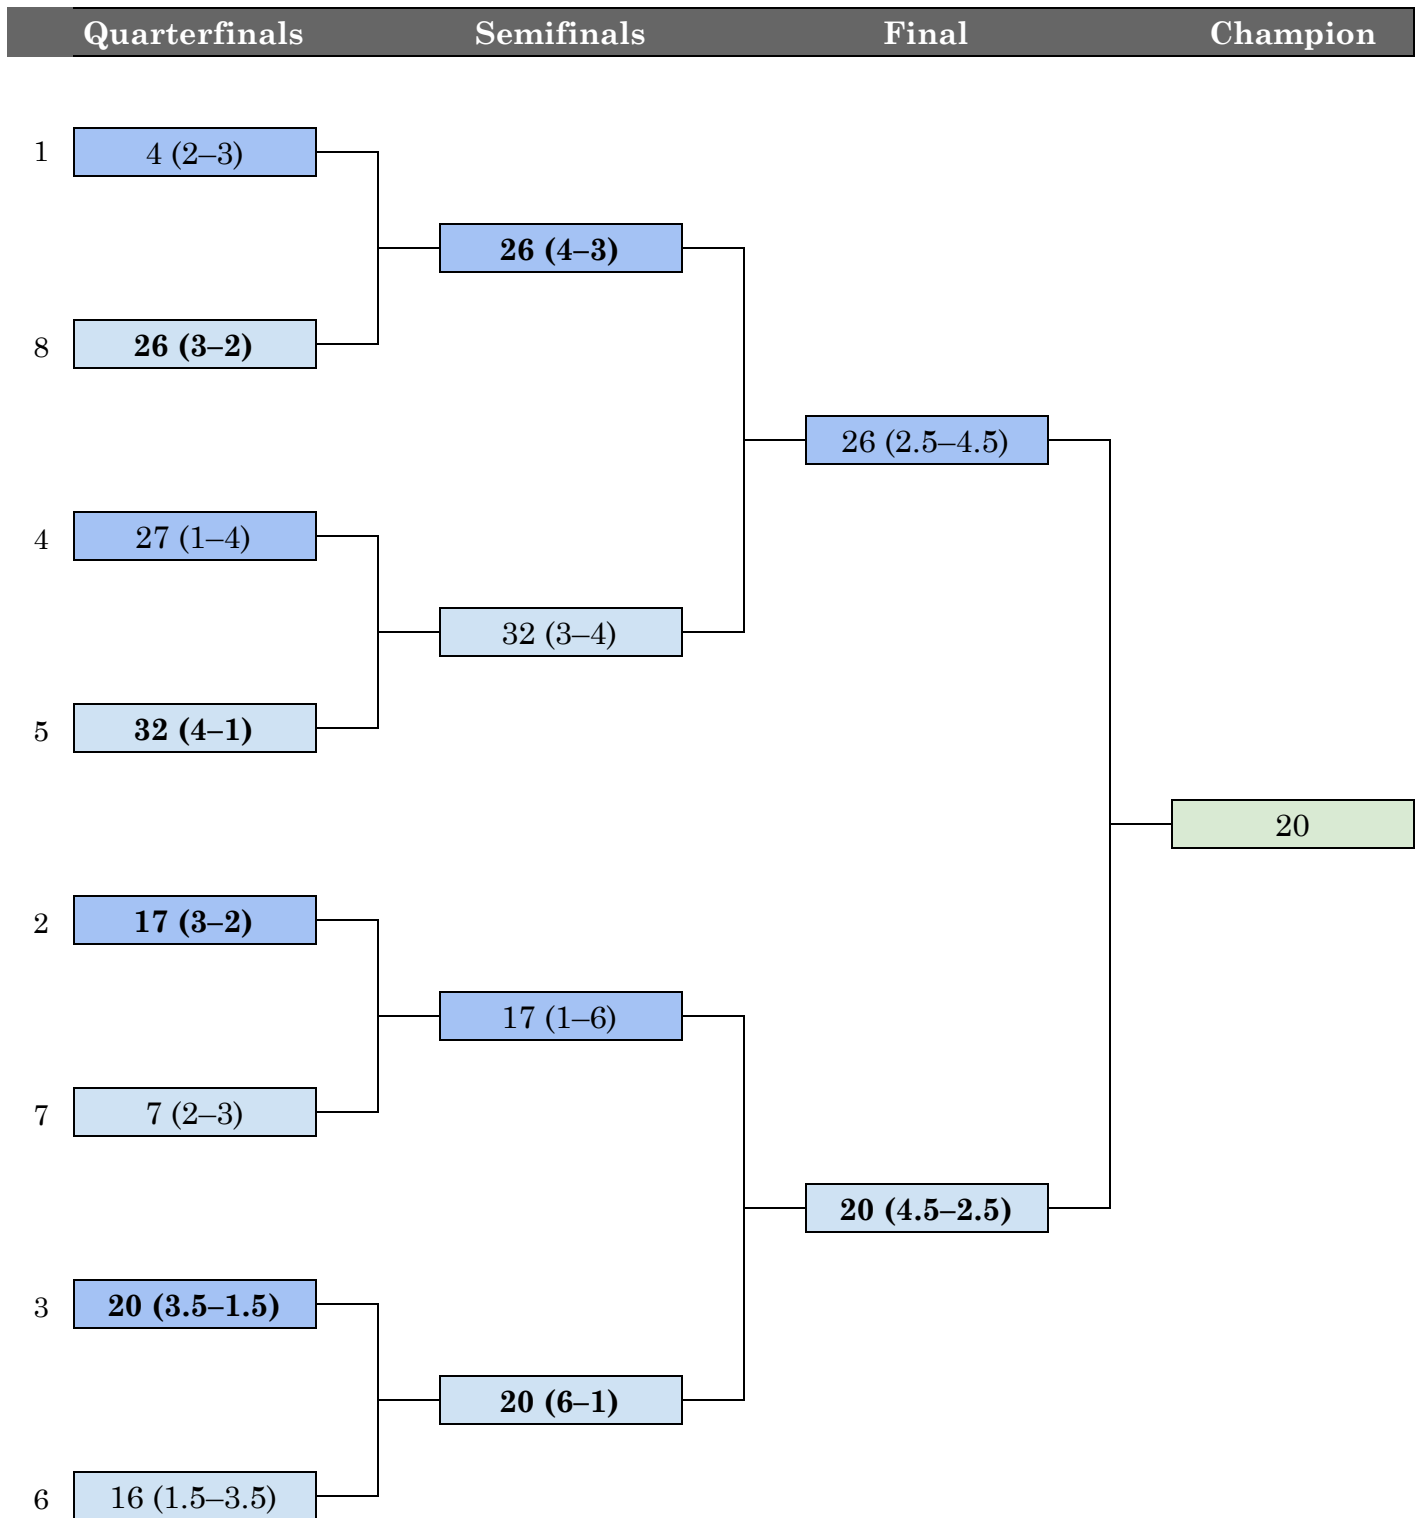 Quarterfinals Semifinals Final Champion
1 4 (2–3)
26 (4–3)
8 26 (3–2)
26 (2.5–4.5)
4 27 (1–4)
32 (3–4)
5 32 (4–1)
20
2 17 (3–2)
17 (1–6)
7 7 (2–3)
20 (4.5–2.5)
3 20 (3.5–1.5)
20 (6–1)
6 16 (1.5–3.5)